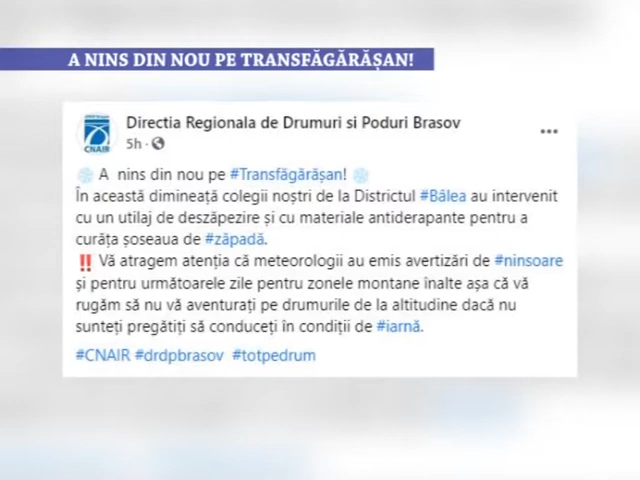 A NINS DIN NOU PE TRANSFĂGĂRĂȘAN!
CNAIR
Directia Regionala de Drumuri si Poduri Brasov
5h ·
A nins din nou pe #Transfăgărășan!
În această dimineață colegii noștri de la Districtul #Bâlea au intervenit
cu un utilaj de deszăpezire și cu materiale antiderapante pentru a
curăța șoseaua de #zăpadă.
‼ Vă atragem atenția că meteorologii au emis avertizări de #ninsoare
și pentru următoarele zile pentru zonele montane înalte așa că vă
rugăm să nu vă aventurați pe drumurile de la altitudine dacă nu
sunteți pregătiți să conduceți în condiții de #iarnă.
#CNAIR #drdpbrasov #totpedrum